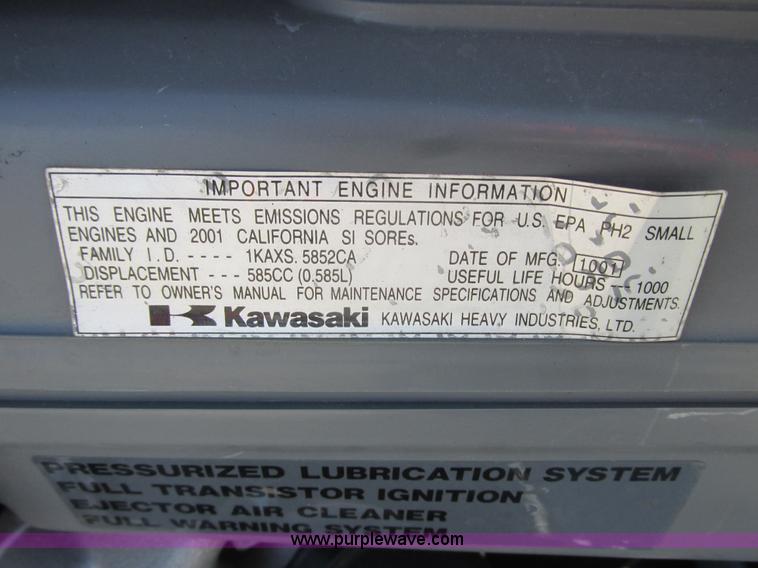 IMPORTANT ENGINE INFORMATION
THIS ENGINE MEETS EMISSIONS REGULATIONS FOR U.S. EPA PH2 SMALL
ENGINES AND 2001 CALIFORNIA SI SOREs.
FAMILY I.D. ---- 1KAXS. 5852CA DATE OF MFG. 1001
DISPLACEMENT --- 585CC (0.585L) USEFUL LIFE HOURS -- 1000
REFER TO OWNER'S MANUAL FOR MAINTENANCE SPECIFICATIONS AND ADJUSTMENTS.
Kawasaki KAWASAKI HEAVY INDUSTRIES, LTD.
PRESSURIZED LUBRICATION SYSTEM
FULL TRANSISTOR IGNITION
EJECTOR AIR CLEANER
FULL WARNING SYSTEM
www.purplewave.com